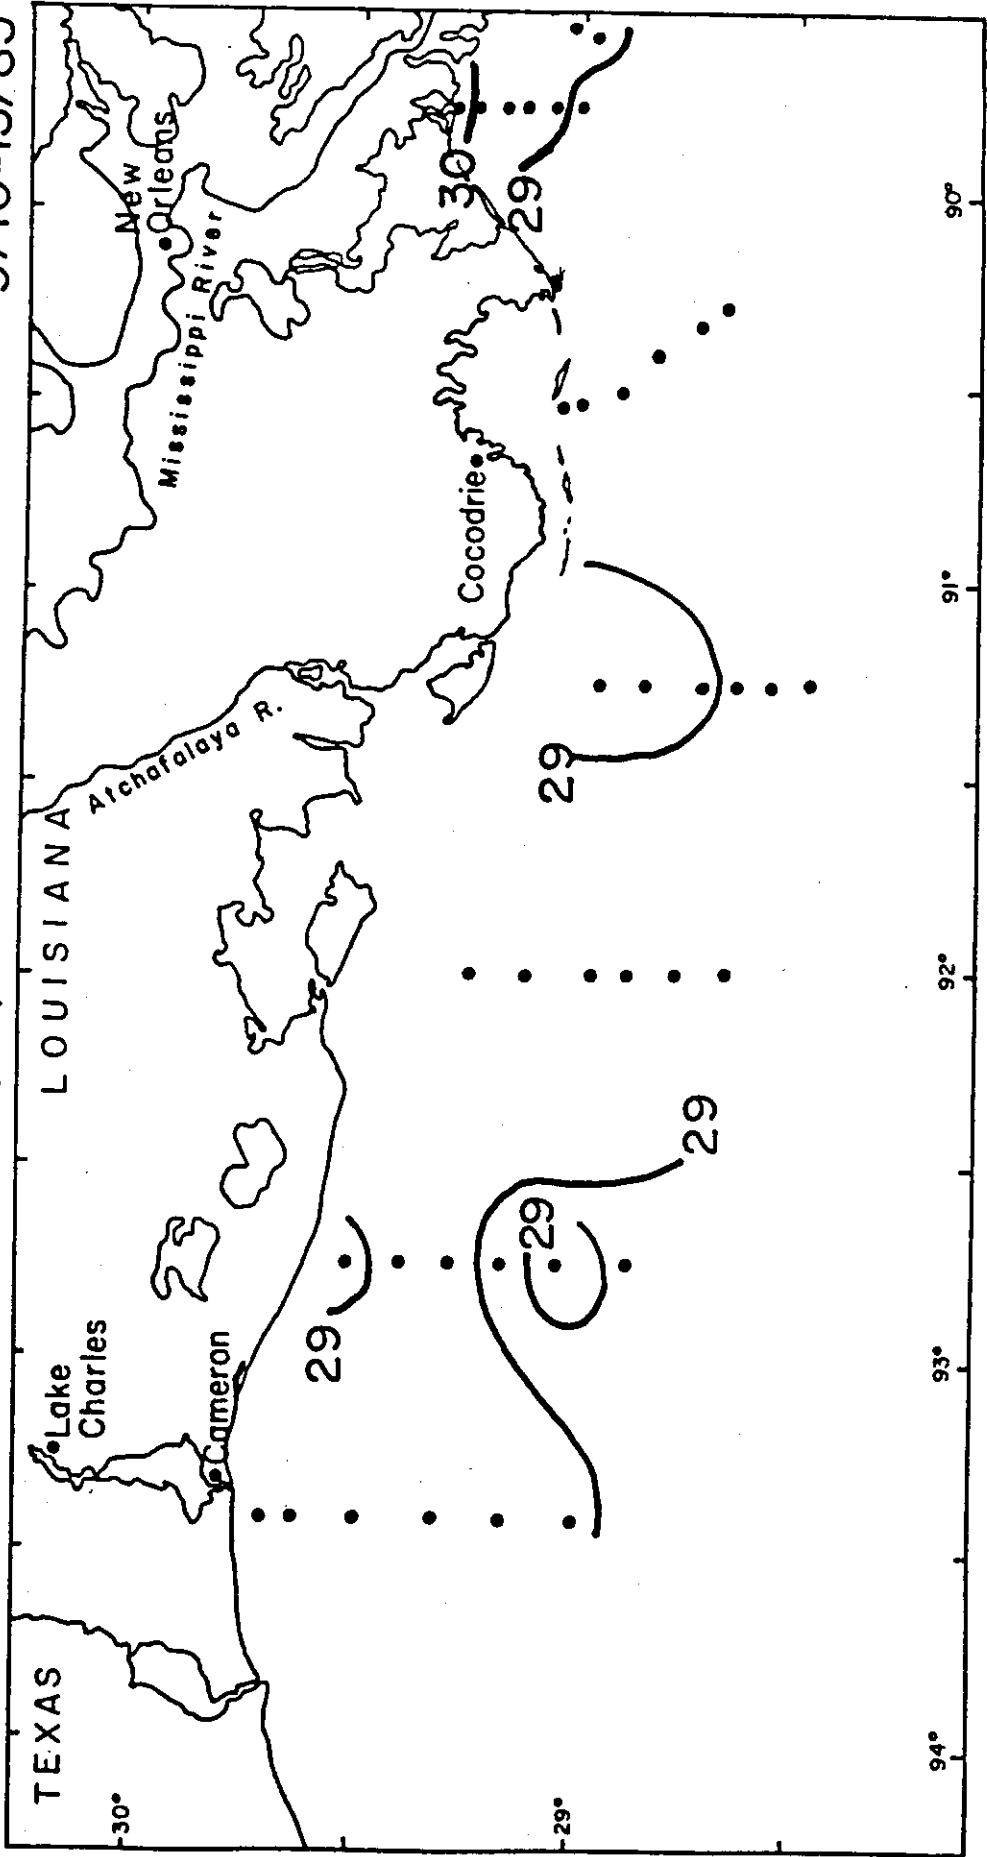 TEXAS
LOUISIANA
Lake
Charles
Cameron
Atchafalaya R.
Mississippi River
New
Orleans
Cocodrie
29
29
29
29
30
29
30°
29°
94°
93°
92°
91°
90°